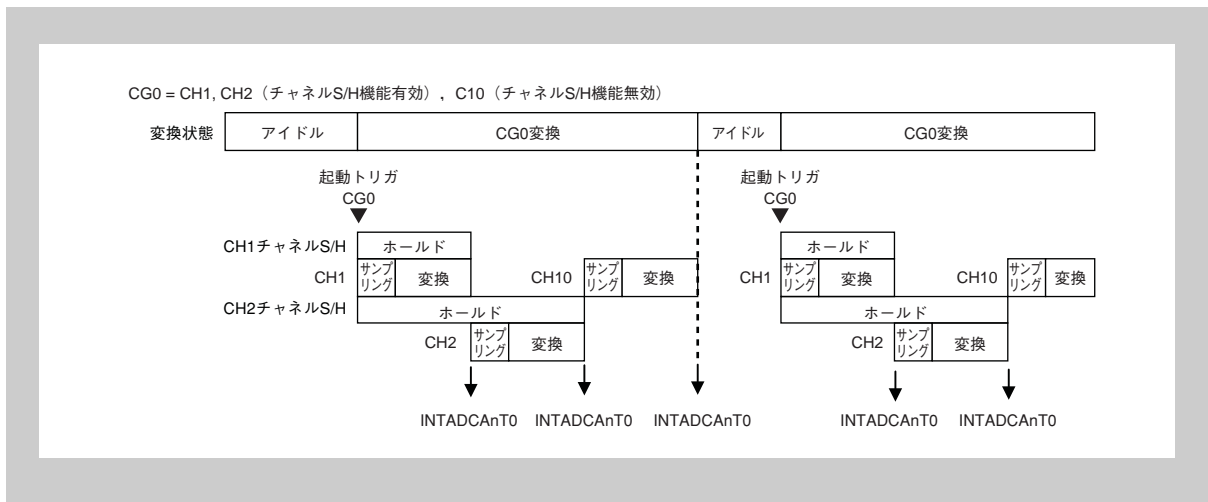 CG0 = CH1, CH2（チャネルS/H機能有効）, C10（チャネルS/H機能無効）
変換状態 アイドル CG0変換 アイドル CG0変換
起動トリガ 起動トリガ
CG0 CG0
CH1チャネルS/H ホールド ホールド
CH1 サンプリング 変換 CH10 サンプリング 変換 CH1 サンプリング 変換 CH10 サンプリング 変換
CH2チャネルS/H ホールド ホールド
CH2 サンプリング 変換 CH2 サンプリング 変換
INTADCAnT0 INTADCAnT0 INTADCAnT0 INTADCAnT0 INTADCAnT0